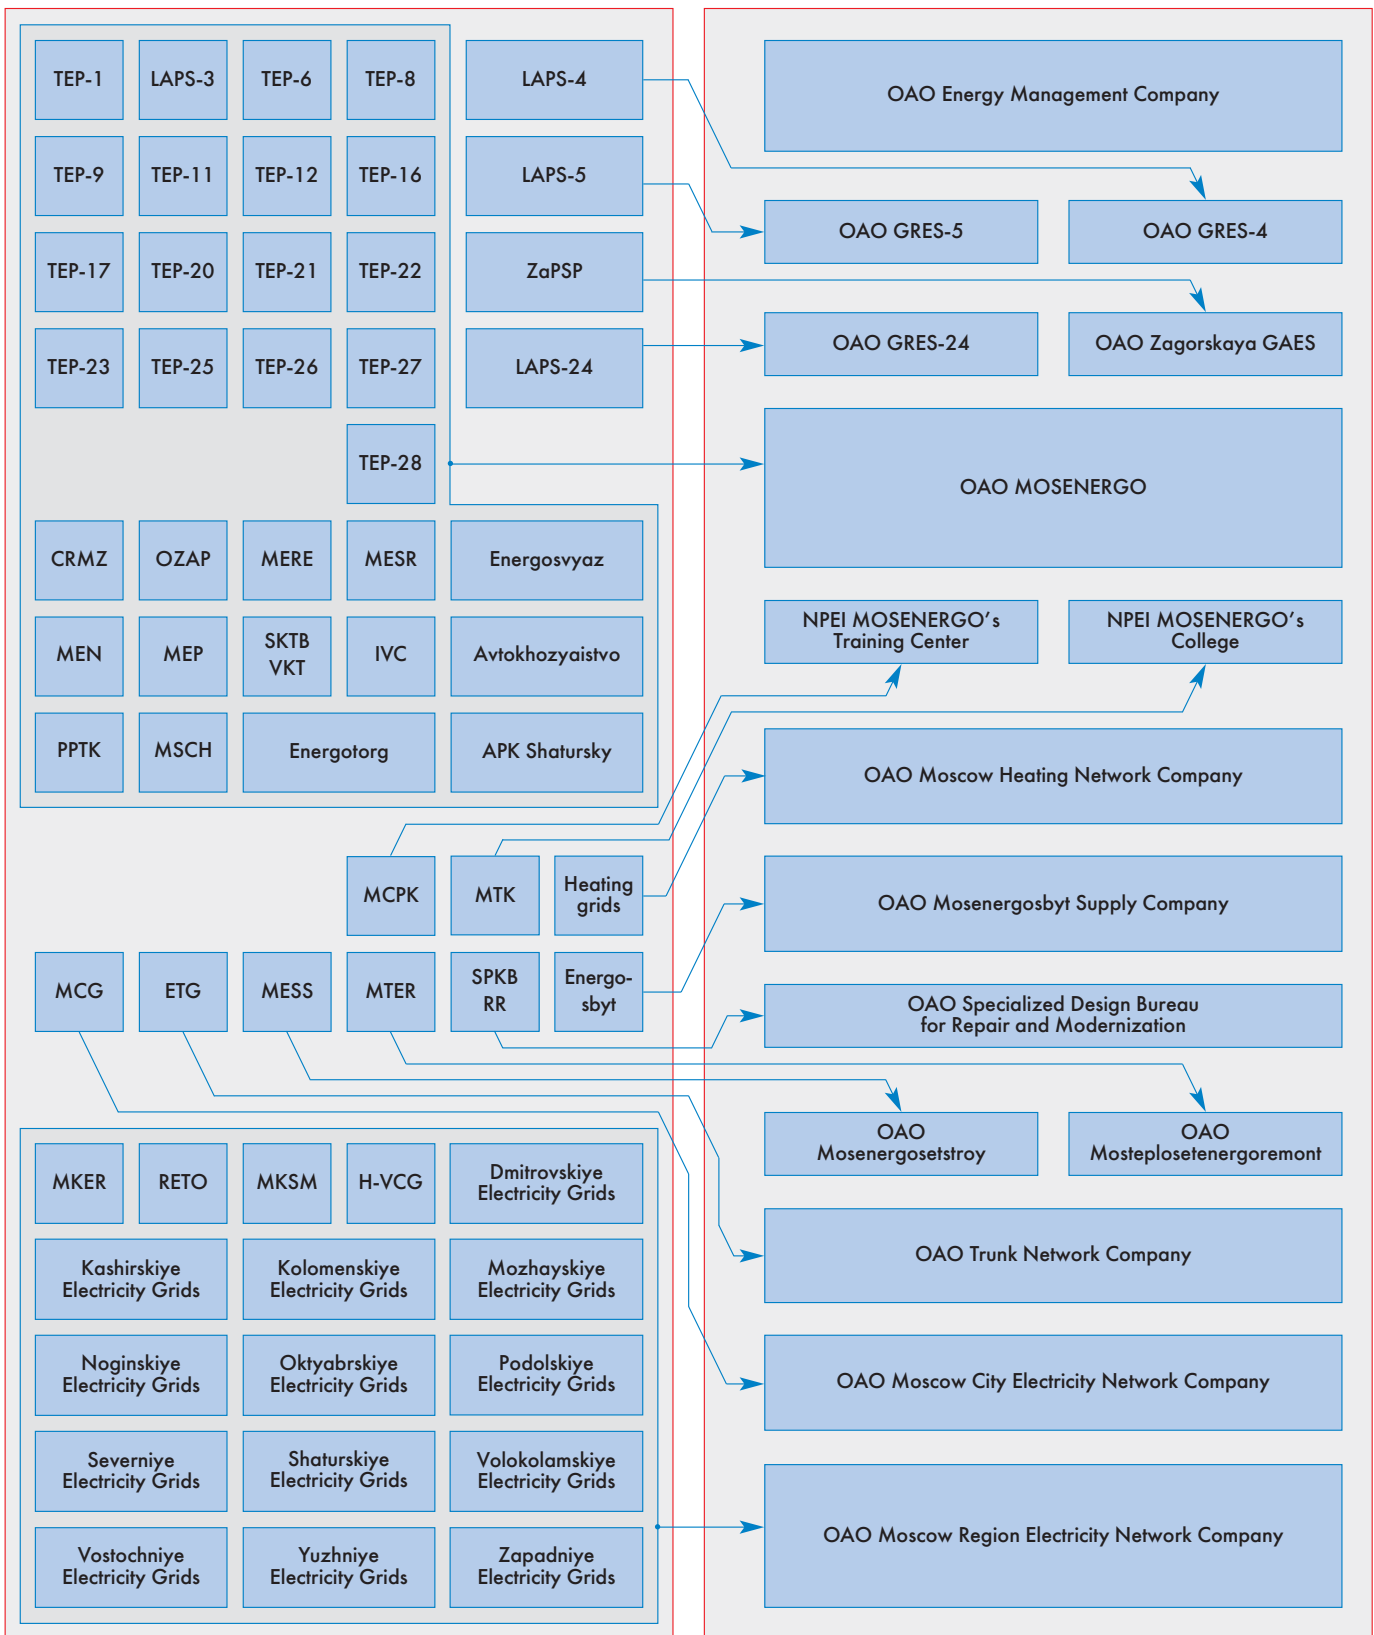 TEP-1
LAPS-3
TEP-6
TEP-8
LAPS-4
TEP-9
TEP-11
TEP-12
TEP-16
LAPS-5
TEP-17
TEP-20
TEP-21
TEP-22
ZaPSP
TEP-23
TEP-25
TEP-26
TEP-27
LAPS-24
TEP-28
CRMZ
OZAP
MERE
MESR
Energosvyaz
MEN
MEP
SKTB
VKT
IVC
Avtokhozyaistvo
PPTK
MSCH
Energotorg
APK Shatursky
MCPK
MTK
Heating
grids
MCG
ETG
MESS
MTER
SPKB
RR
Energo-
sbyt
MKER
RETO
MKSM
H-VCG
Dmitrovskiye
Electricity Grids
Kashirskiye
Electricity Grids
Kolomenskiye
Electricity Grids
Mozhayskiye
Electricity Grids
Noginskiye
Electricity Grids
Oktyabrskiye
Electricity Grids
Podolskiye
Electricity Grids
Severniye
Electricity Grids
Shaturskiye
Electricity Grids
Volokolamskiye
Electricity Grids
Vostochniye
Electricity Grids
Yuzhniye
Electricity Grids
Zapadniye
Electricity Grids
OAO Energy Management Company
OAO GRES-5
OAO GRES-4
OAO GRES-24
OAO Zagorskaya GAES
OAO MOSENERGO
NPEI MOSENERGO's
Training Center
NPEI MOSENERGO's
College
OAO Moscow Heating Network Company
OAO Mosenergosbyt Supply Company
OAO Specialized Design Bureau
for Repair and Modernization
OAO
Mosenergosetstroy
OAO
Mosteplosetenergoremont
OAO Trunk Network Company
OAO Moscow City Electricity Network Company
OAO Moscow Region Electricity Network Company